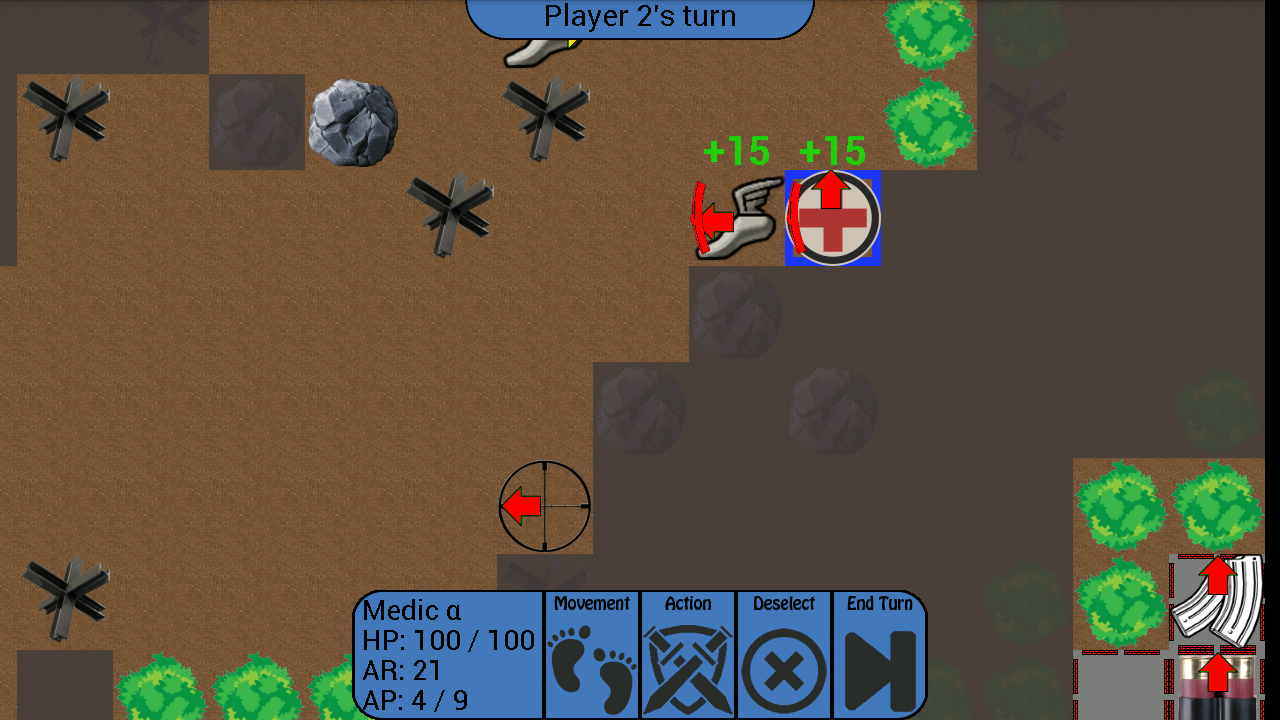 Player 2's turn
+15 +15
Medic α
HP: 100 / 100
AR: 21
AP: 4 / 9
Movement
Action
Deselect
End Turn